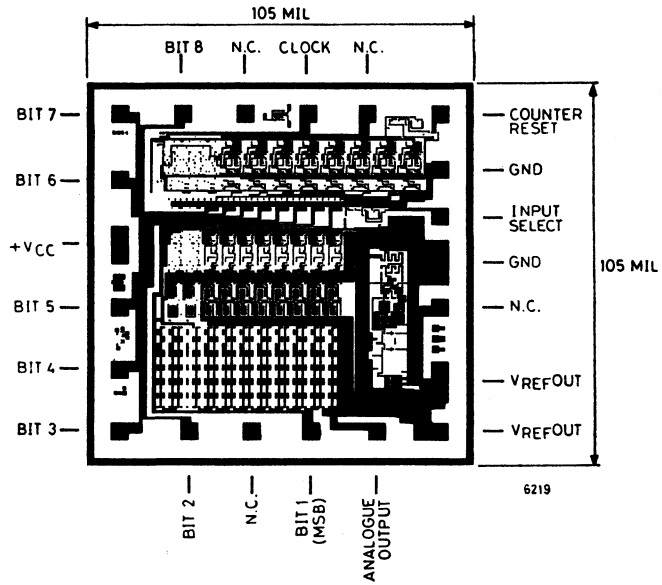 105 MIL
BIT 8
N.C.
CLOCK
N.C.
BIT 7
COUNTER
RESET
GND
BIT 6
INPUT
SELECT
+VCC
GND
105 MIL
BIT 5
N.C.
BIT 4
VREFOUT
BIT 3
VREFOUT
6219
BIT 2
N.C.
BIT 1
(MSB)
ANALOGUE
OUTPUT